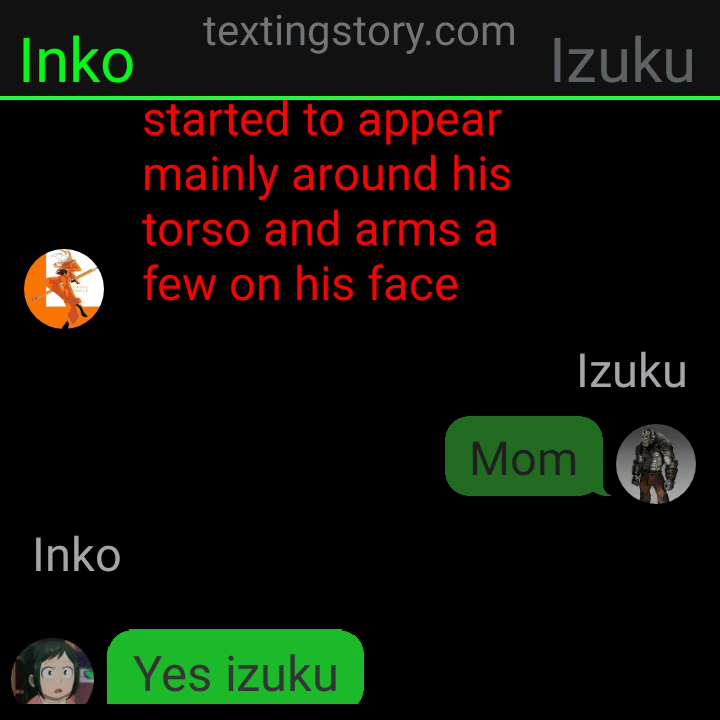 textingstory.com
Inko
Izuku
started to appear
mainly around his
torso and arms a
few on his face
Izuku
Mom
Inko
Yes izuku